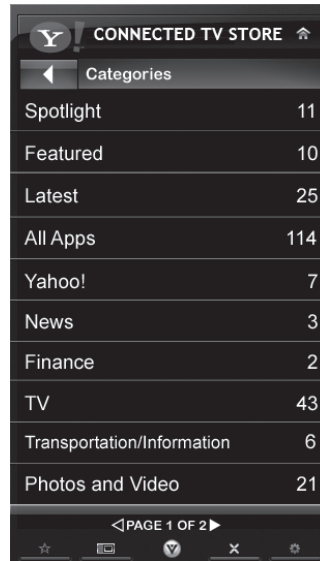 Y! CONNECTED TV STORE
Categories
Spotlight 11
Featured 10
Latest 25
All Apps 114
Yahoo! 7
News 3
Finance 2
TV 43
Transportation/Information 6
Photos and Video 21
PAGE 1 OF 2